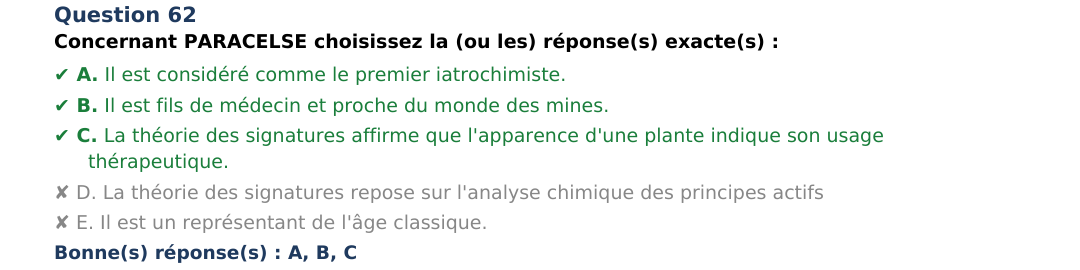 Question 62
Concernant PARACELSE choisissez la (ou les) réponse(s) exacte(s) :
✔ A. Il est considéré comme le premier iatrochimiste.
✔ B. Il est fils de médecin et proche du monde des mines.
✔ C. La théorie des signatures affirme que l'apparence d'une plante indique son usage
thérapeutique.
✘ D. La théorie des signatures repose sur l'analyse chimique des principes actifs
✘ E. Il est un représentant de l'âge classique.
Bonne(s) réponse(s) : A, B, C